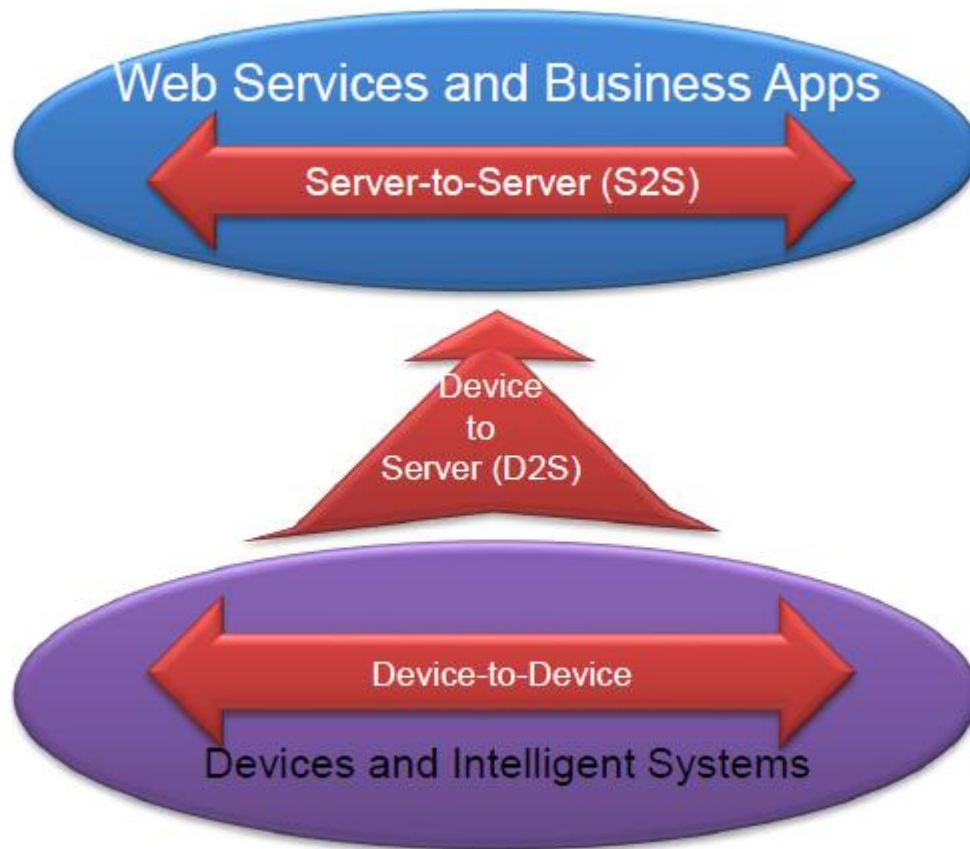 Web Services and Business Apps
Server-to-Server (S2S)
Device
to
Server (D2S)
Device-to-Device
Devices and Intelligent Systems